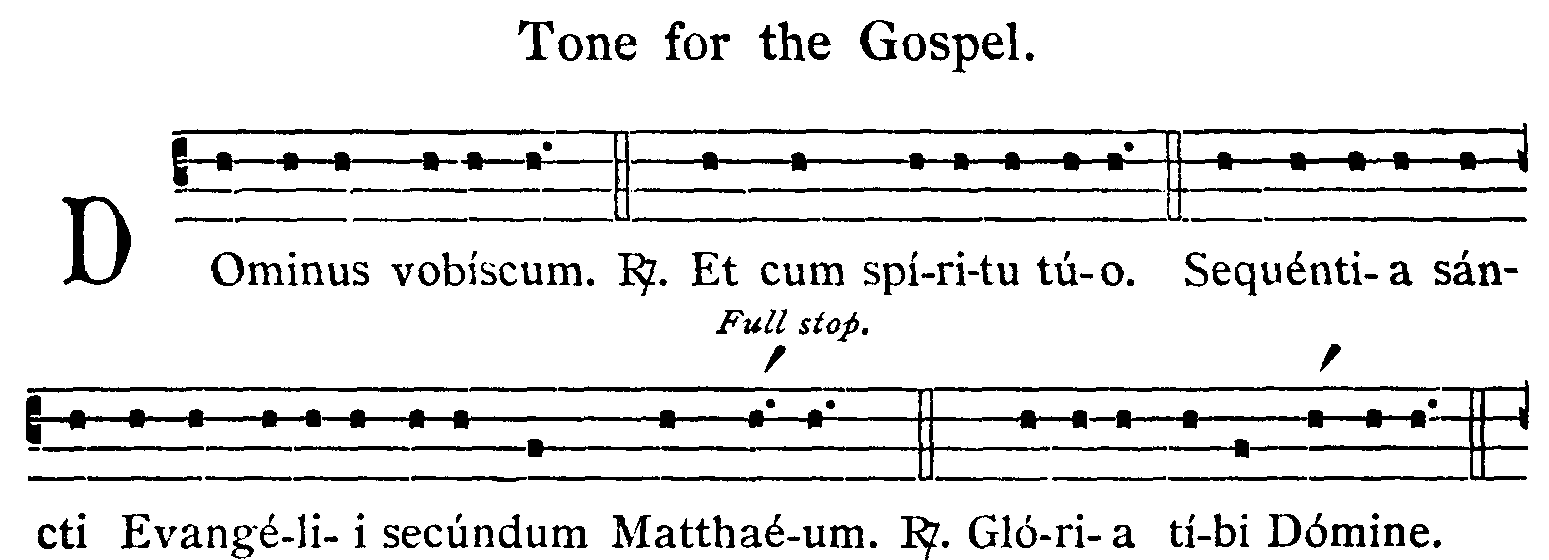 Tone for the Gospel.
DOminus vobíscum. ℟. Et cum spí-ri-tu tú-o. Sequénti-a sán-
Full stop.
cti Evangé-li-i secúndum Matthaé-um. ℟. Gló-ri-a tí-bi Dómine.